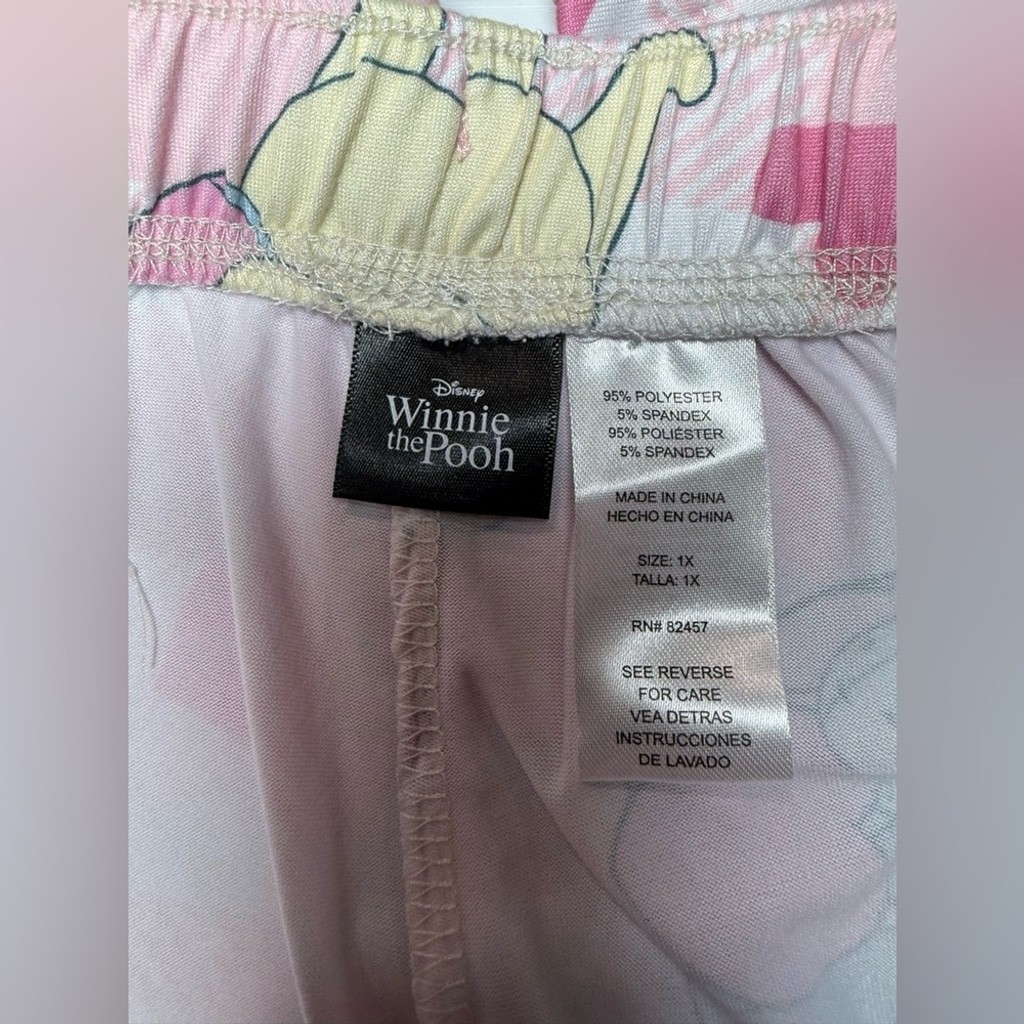 Disney
Winnie
the Pooh
95% POLYESTER
5% SPANDEX
95% POLIÉSTER
5% SPANDEX
MADE IN CHINA
HECHO EN CHINA
SIZE: 1X
TALLA: 1X
RN# 82457
SEE REVERSE
FOR CARE
VEA DETRAS
INSTRUCCIONES
DE LAVADO